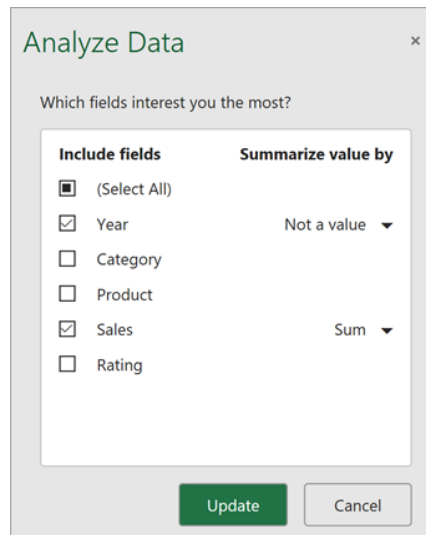 Analyze Data
Which fields interest you the most?
Include fields Summarize value by
(Select All)
Year Not a value
Category
Product
Sales Sum
Rating
Update Cancel